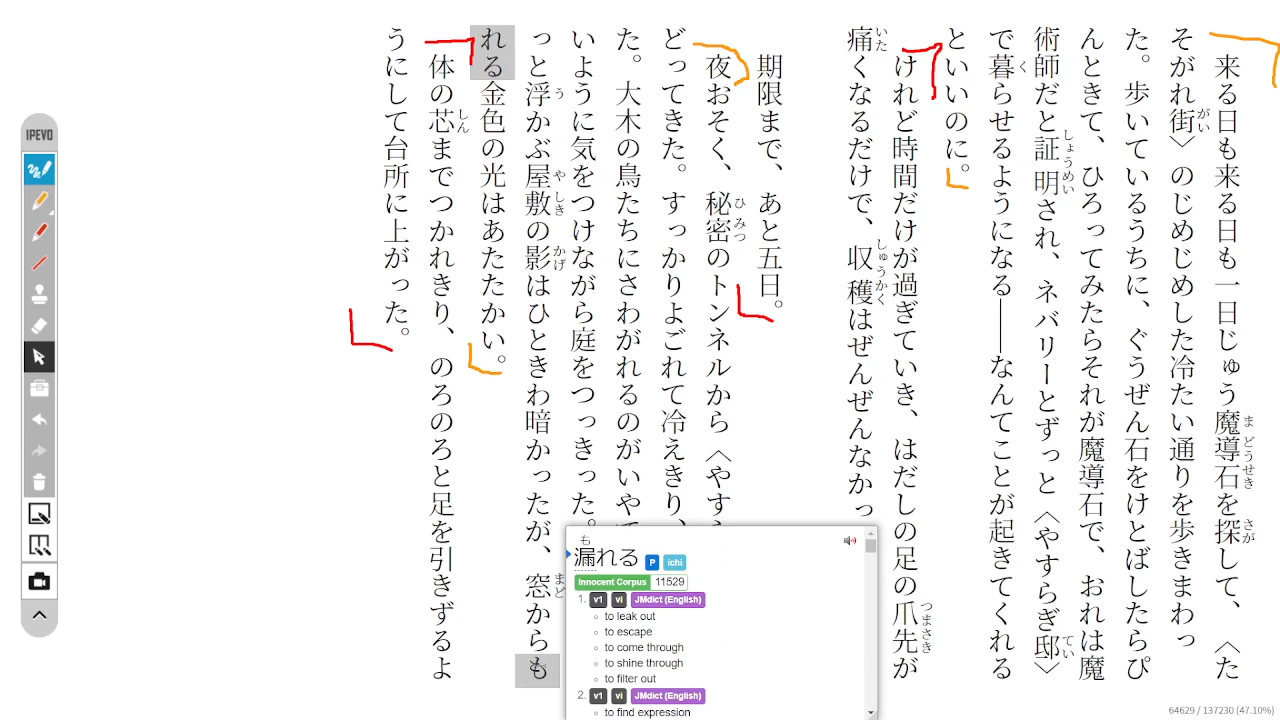 来る日も来る日も一日じゅう魔導石を探して、〈た
そがれ街〉のじめじめした冷たい通りを歩きまわっ
た。歩いているうちに、ぐうぜん石をけとばしたらぴ
んときて、ひろってみたらそれが魔導石で、おれは魔
術師だと証明され、ネバリーとずっと〈やすらぎ邸〉
で暮らせるようになる――なんてことが起きてくれる
といいのに。
けれど時間だけが過ぎていき、はだしの足の爪先が
痛くなるだけで、収穫はぜんぜんなかっ
期限まで、あと五日。
夜おそく、秘密のトンネルから〈やす
どってきた。すっかりよごれて冷えきり、
た。大木の鳥たちにさわがれるのがいや
いように気をつけながら庭をつっきった。
っと浮かぶ屋敷の影はひときわ暗かったが、窓からも
れる金色の光はあたたかい。
体の芯までつかれきり、のろのろと足を引きずるよ
うにして台所に上がった。
IPEVO
も
漏れる P ichi
Innocent Corpus 11529
1. v1 vi JMdict (English)
to leak out
to escape
to come through
to shine through
to filter out
2. v1 vi JMdict (English)
to find expression
64629 / 137230 (47.10%)